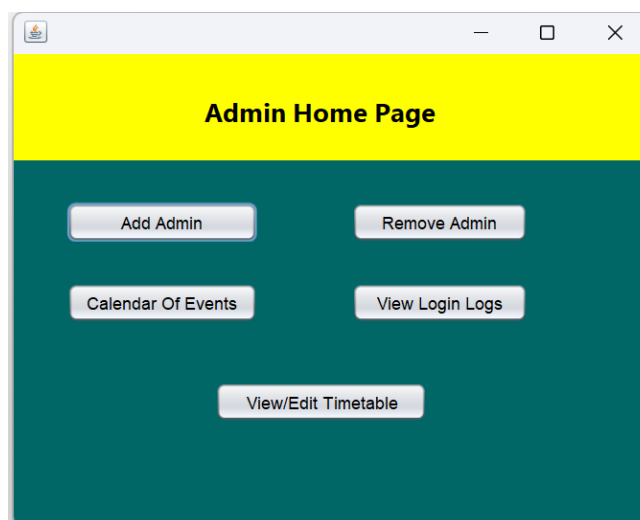 Admin Home Page
Add Admin
Remove Admin
Calendar Of Events
View Login Logs
View/Edit Timetable